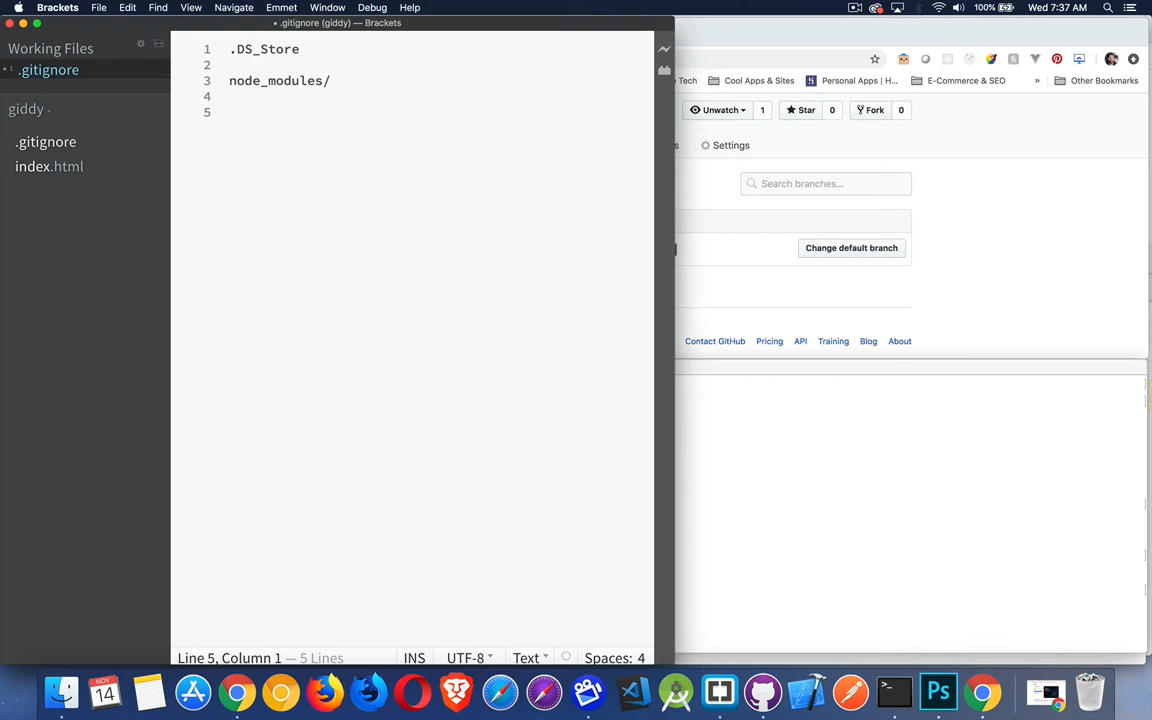 Brackets File Edit Find View Navigate Emmet Window Debug Help 100% Wed 7:37 AM
• .gitignore (giddy) — Brackets
Working Files
.gitignore
giddy
.gitignore
index.html
1 .DS_Store
2
3 node_modules/
4
5
Line 5, Column 1 — 5 Lines INS UTF-8 Text Spaces: 4
Tech Cool Apps & Sites Personal Apps | H... E-Commerce & SEO » Other Bookmarks
Unwatch 1 Star 0 Fork 0
s Settings
Search branches...
Change default branch
Contact GitHub Pricing API Training Blog About
NOV
14
Ps